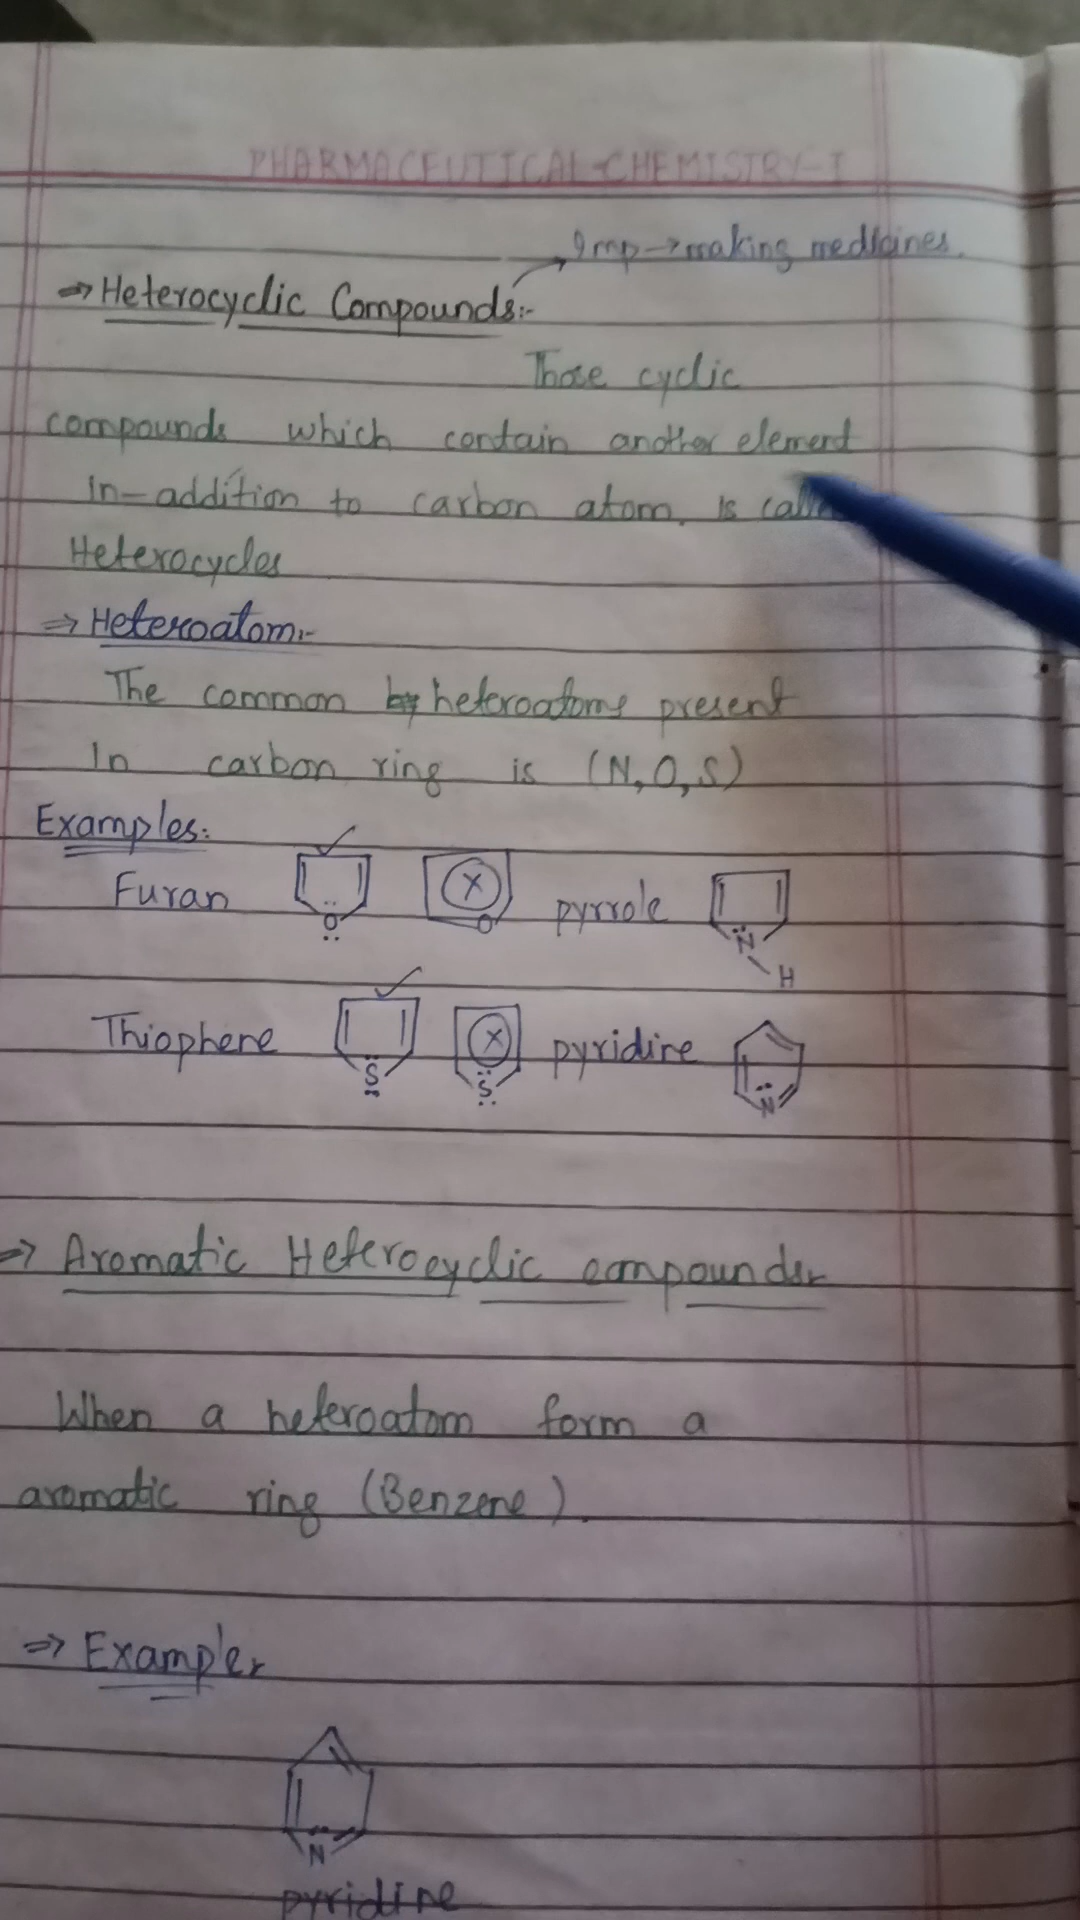 PHARMACEUTICAL CHEMISTRY-I
Imp → making medicines.
⇒ Heterocyclic Compounds:-
Those cyclic
compounds which contain another element
In-addition to carbon atom. is
Heterocycles
⇒ Heteroatom:-
The common heteroatoms present
In carbon ring is (N, O, S)
Examples:
Furan O X O pyrrole N H
Thiophene S X S pyridine N
⇒ Aromatic Heterocyclic compounds
When a heteroatom form a
aromatic ring (Benzene).
⇒ Example
N
pyridine